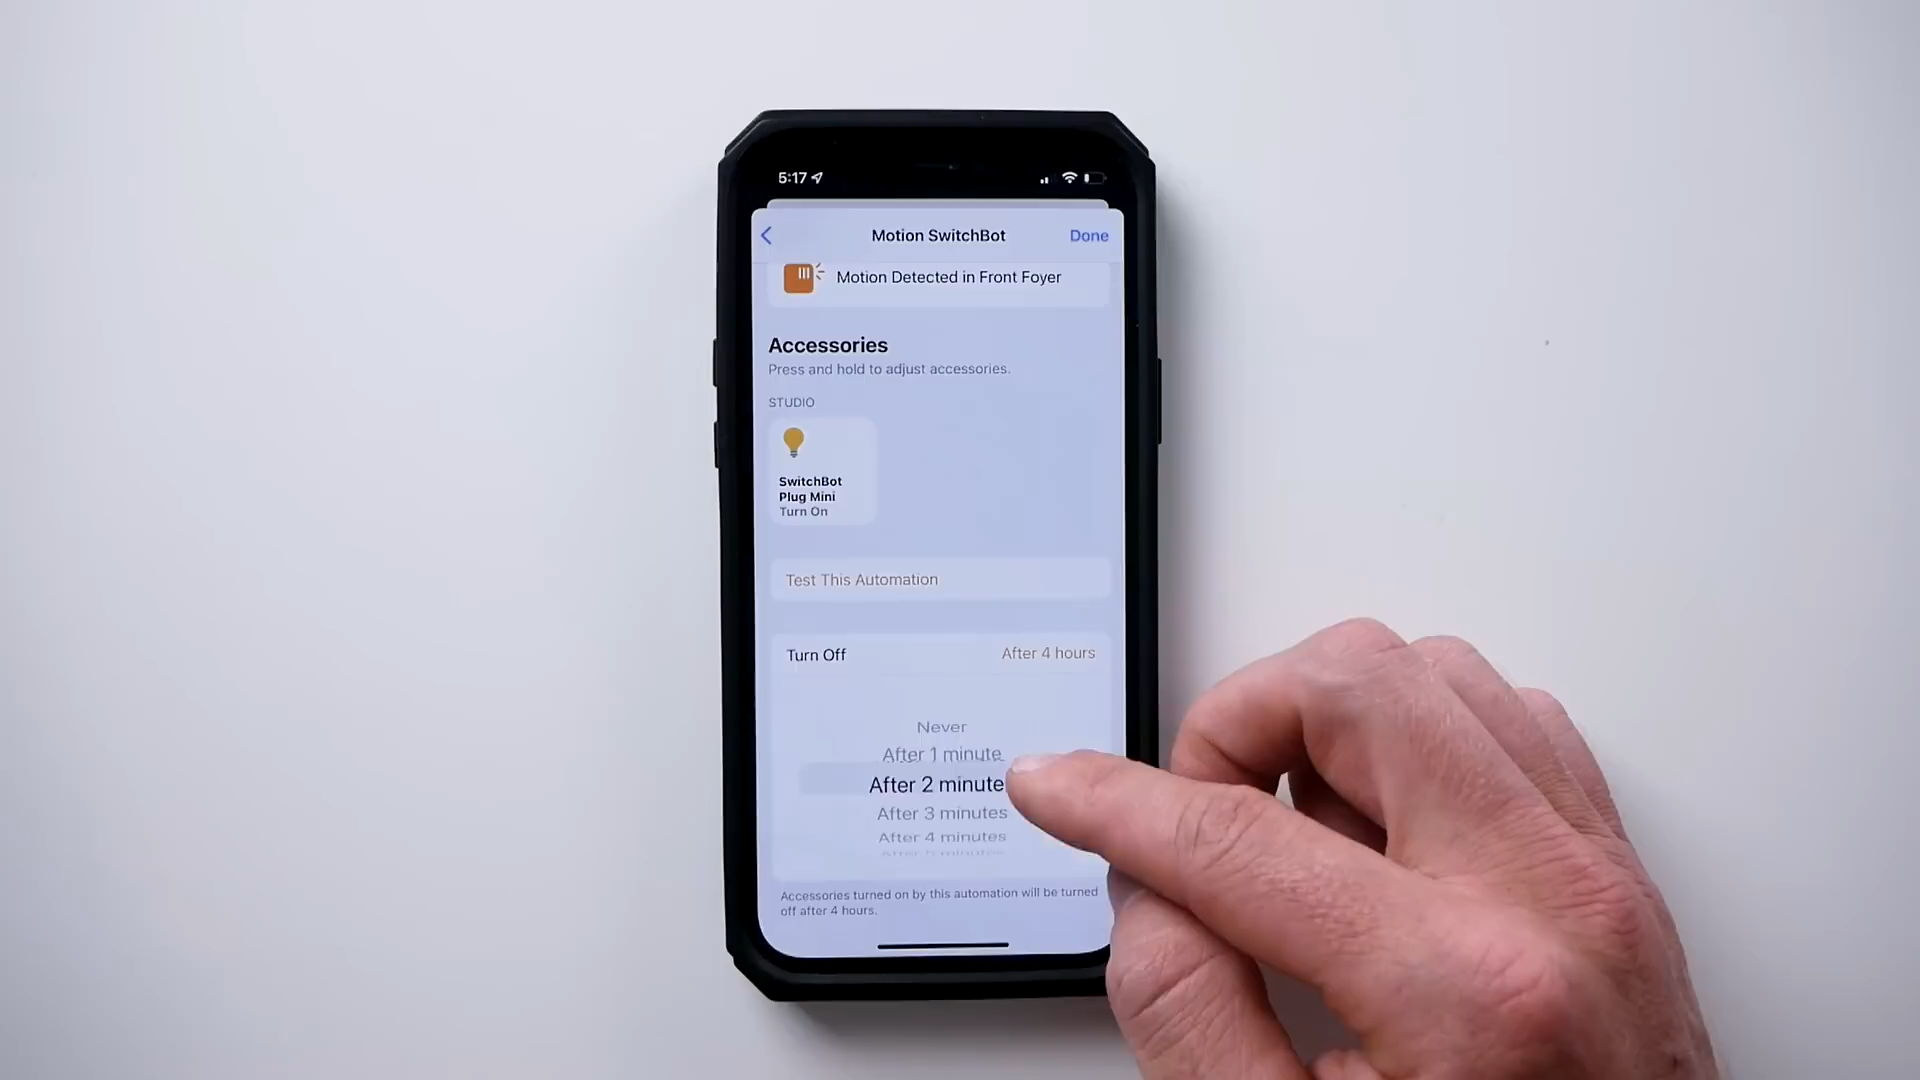 5:17
Motion SwitchBot
Done
Motion Detected in Front Foyer
Accessories
Press and hold to adjust accessories.
STUDIO
SwitchBot
Plug Mini
Turn On
Test This Automation
Turn Off
After 4 hours
Never
After 1 minute
After 2 minute
After 3 minutes
After 4 minutes
After 5 minutes
Accessories turned on by this automation will be turned
off after 4 hours.